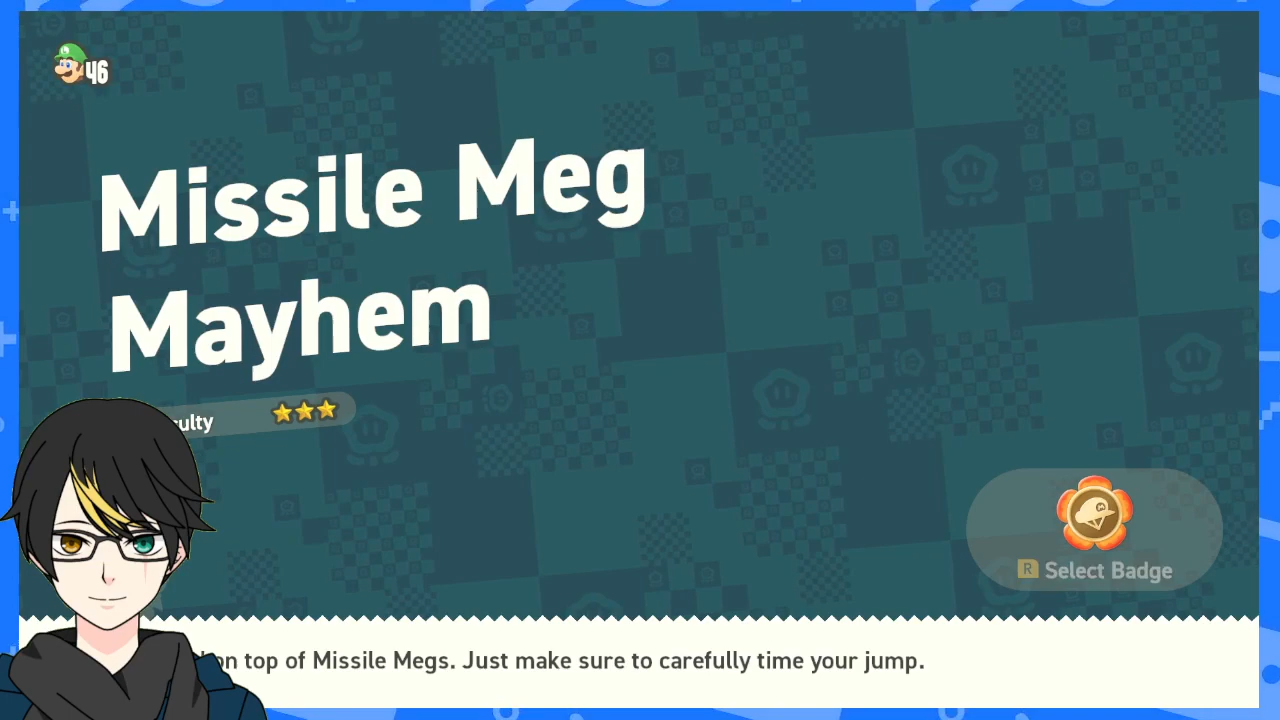 46
Missile Meg
Mayhem
R Select Badge
on top of Missile Megs. Just make sure to carefully time your jump.